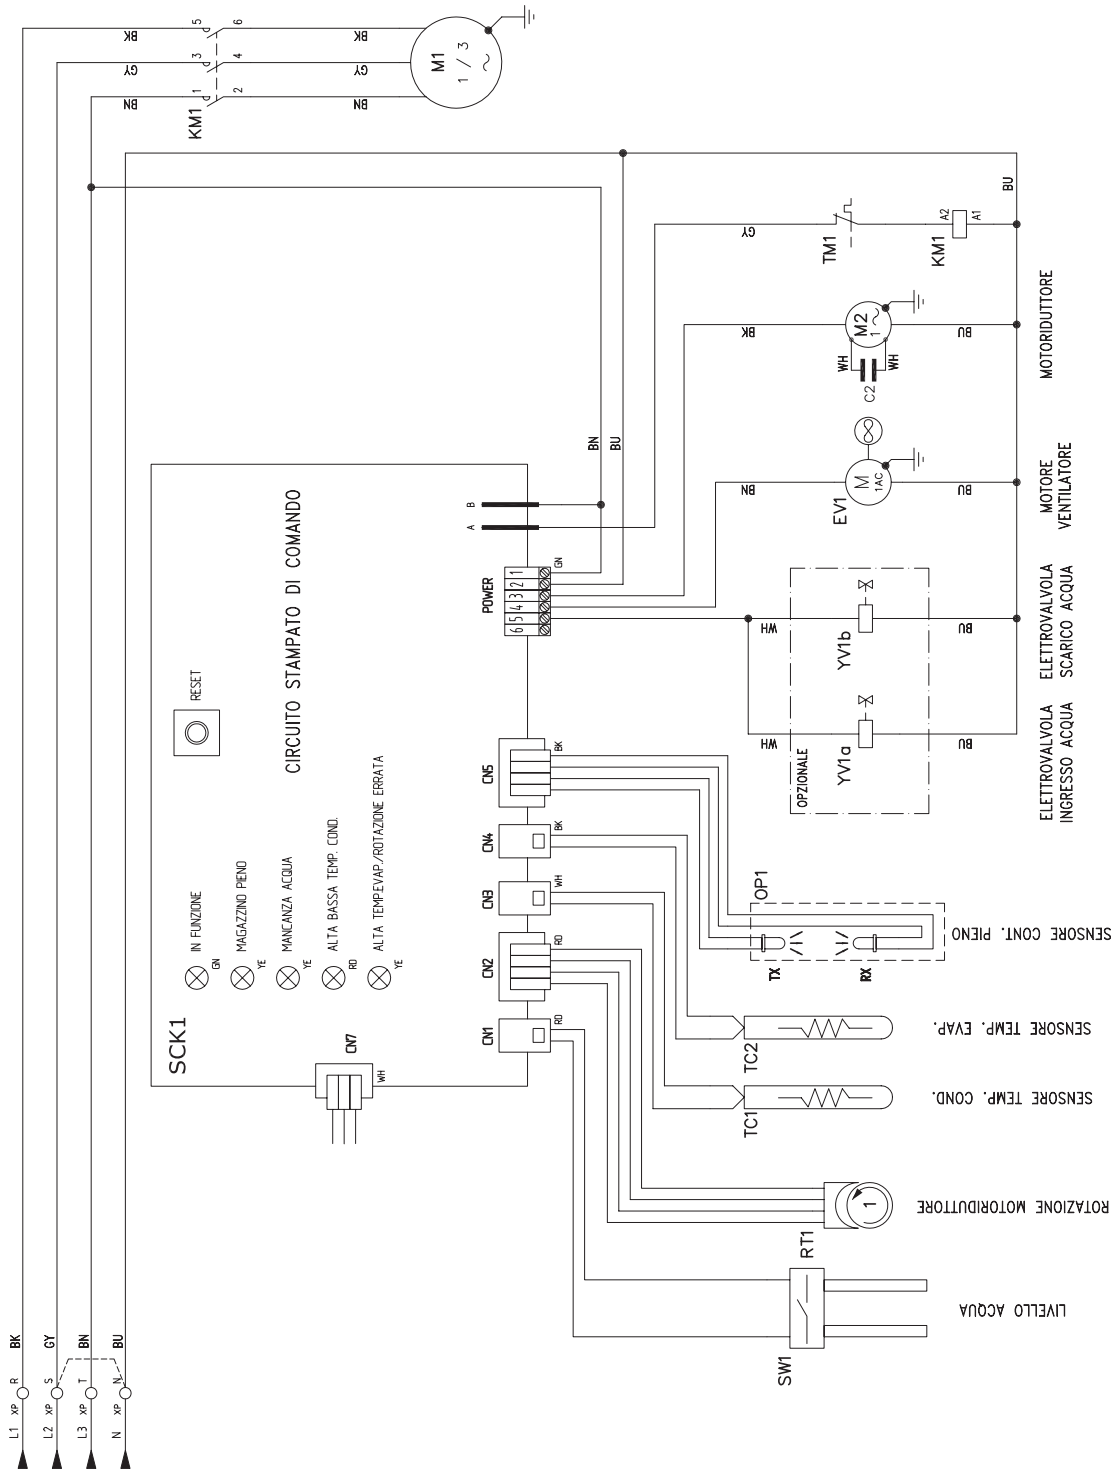 L1 XP R BK
L2 XP S GY
L3 XP T BN
N XP N BU
BK 5 6 BK
GY 3 4 GY
BN 1 2 BN
KM1
M1
1 / 3
SCK1
CIRCUITO STAMPATO DI COMANDO
RESET
IN FUNZIONE
GN
MAGAZZINO PIENO
YE
MANCANZA ACQUA
YE
ALTA BASSA TEMP. COND.
RD
ALTA TEMP.EVAP./ROTAZIONE ERRATA
YE
CN7
WH
CN1
RD
CN2
RD
CN3
WH
CN4
BK
CN5
BK
POWER
6 5 4 3 2 1
GN
A
B
BN
BU
SW1
LIVELLO ACQUA
RT1
1
ROTAZIONE MOTORIDUTTORE
TC1
SENSORE TEMP. COND.
TC2
SENSORE TEMP. EVAP.
OP1
TX
RX
SENSORE CONT. PIENO
OPZIONALE
WH
YV1a
BU
ELETTROVALVOLA
INGRESSO ACQUA
WH
YV1b
BU
ELETTROVALVOLA
SCARICO ACQUA
BN
EV1
M
1AC
BU
MOTORE
VENTILATORE
BK
M2
1
WH
WH
C2
BU
MOTORIDUTTORE
GY
TM1
KM1
A2
A1
BU